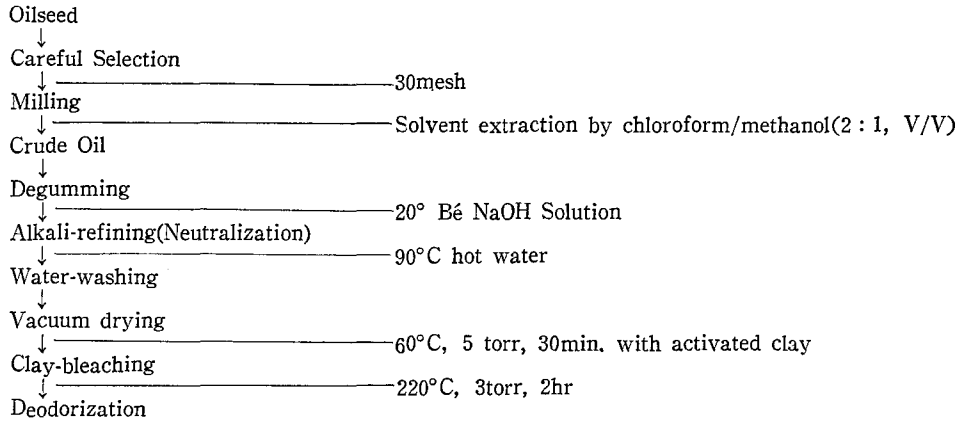 Oilseed
Careful Selection
30mesh
Milling
Solvent extraction by chloroform/methanol(2 : 1, V/V)
Crude Oil
Degumming
20° Bé NaOH Solution
Alkali-refining(Neutralization)
90°C hot water
Water-washing
Vacuum drying
60°C, 5 torr, 30min. with activated clay
Clay-bleaching
220°C, 3torr, 2hr
Deodorization